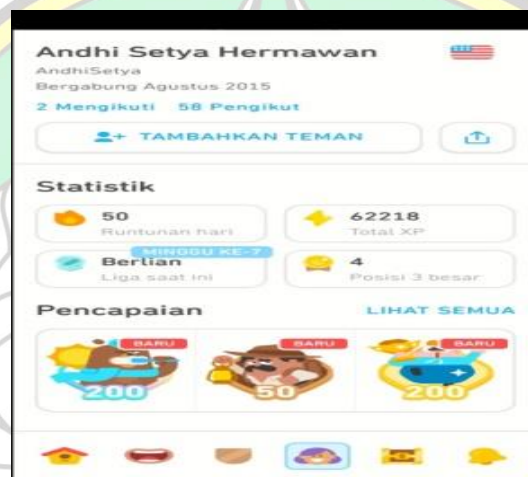 Andhi Setya Hermawan
AndhiSetya
Bergabung Agustus 2015
2 Mengikuti 58 Pengikut
TAMBAHKAN TEMAN
Statistik
50
Runtunan hari
62218
Total XP
MINGGU KE-7
Berlian
Liga saat ini
4
Posisi 3 besar
Pencapaian
LIHAT SEMUA
BARU
200
BARU
50
BARU
200